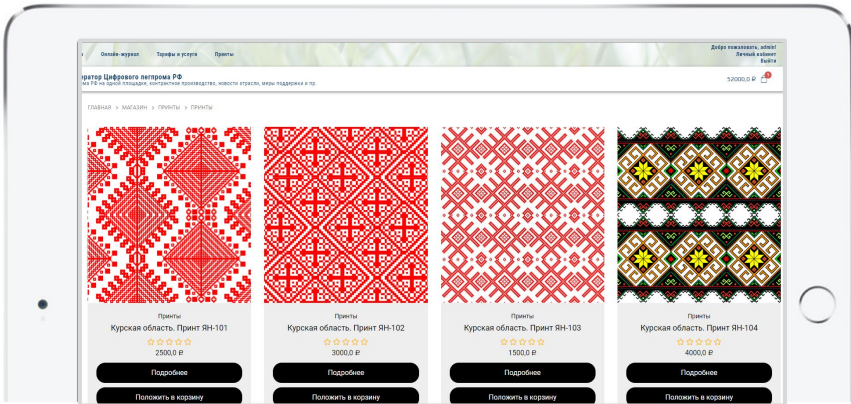 Онлайн-журнал Тарифы и услуги Принты
Добро пожаловать, admin!
Личный кабинет
Выйти
Цифрового легпрома РФ
РФ на одной площадке, контрактное производство, новости отрасли, меры поддержки и пр.
52000,0 ₽ 1
ГЛАВНАЯ > МАГАЗИН > ПРИНТЫ > ПРИНТЫ
Принты Принты Принты Принты
Курская область. Принт ЯН-101 Курская область. Принт ЯН-102 Курская область. Принт ЯН-103 Курская область. Принт ЯН-104
2500,0 ₽ 3000,0 ₽ 1500,0 ₽ 4000,0 ₽
Подробнее Подробнее Подробнее Подробнее
Положить в корзину Положить в корзину Положить в корзину Положить в корзину